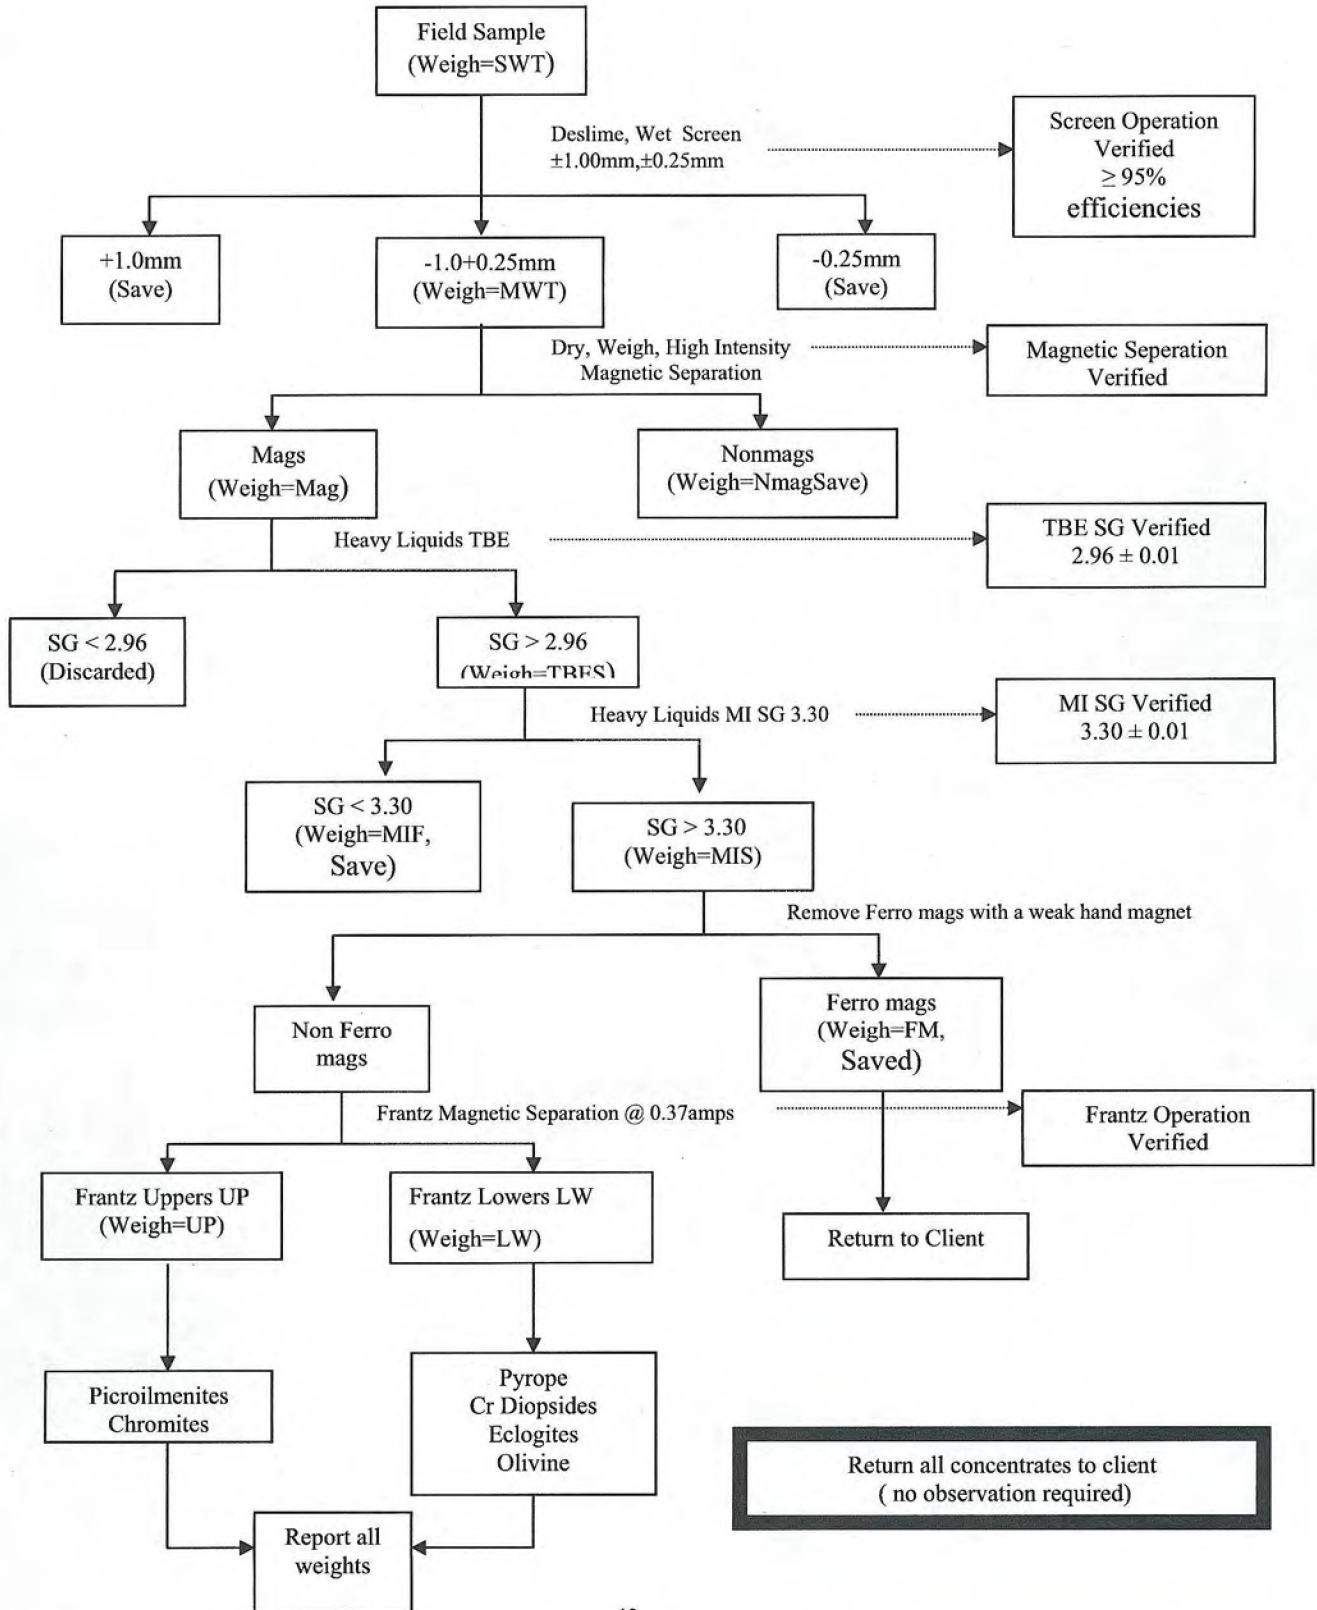 Field Sample
(Weigh=SWT)
Deslime, Wet Screen
±1.00mm,±0.25mm
Screen Operation
Verified
≥ 95%
efficiencies
+1.0mm
(Save)
-1.0+0.25mm
(Weigh=MWT)
-0.25mm
(Save)
Dry, Weigh, High Intensity
Magnetic Separation
Magnetic Seperation
Verified
Mags
(Weigh=Mag)
Nonmags
(Weigh=NmagSave)
Heavy Liquids TBE
TBE SG Verified
2.96 ± 0.01
SG < 2.96
(Discarded)
SG > 2.96
(Weigh=TBES)
Heavy Liquids MI SG 3.30
MI SG Verified
3.30 ± 0.01
SG < 3.30
(Weigh=MIF,
Save)
SG > 3.30
(Weigh=MIS)
Remove Ferro mags with a weak hand magnet
Non Ferro
mags
Ferro mags
(Weigh=FM,
Saved)
Frantz Magnetic Separation @ 0.37amps
Frantz Operation
Verified
Frantz Uppers UP
(Weigh=UP)
Frantz Lowers LW
(Weigh=LW)
Return to Client
Picroilmenites
Chromites
Pyrope
Cr Diopsides
Eclogites
Olivine
Return all concentrates to client
( no observation required)
Report all
weights